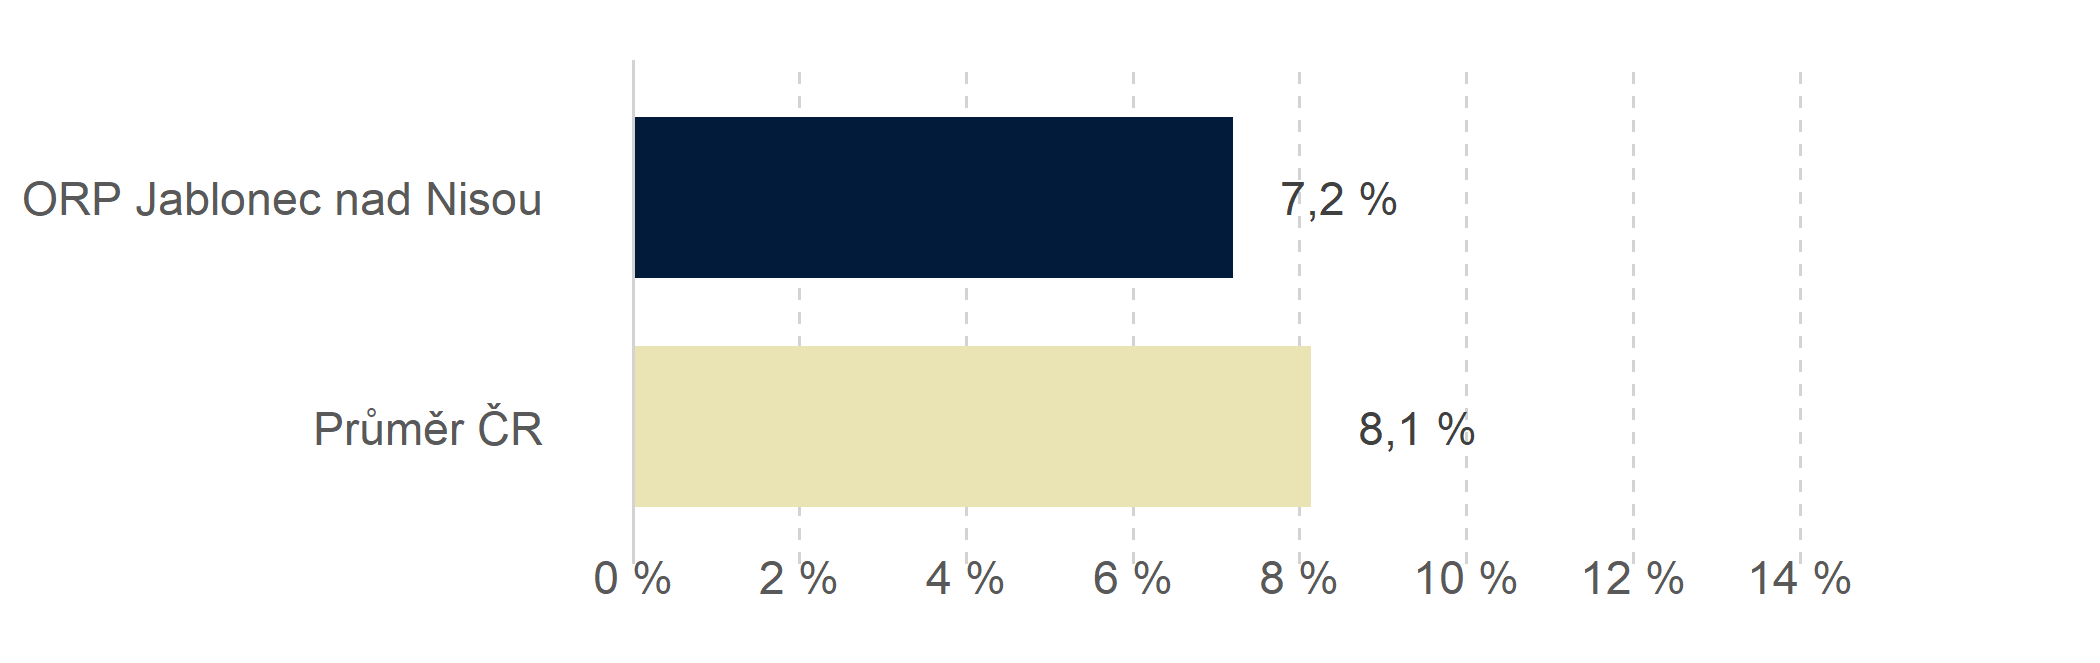 ORP Jablonec nad Nisou
7,2 %
Průměr ČR
8,1 %
0 % 2 % 4 % 6 % 8 % 10 % 12 % 14 %